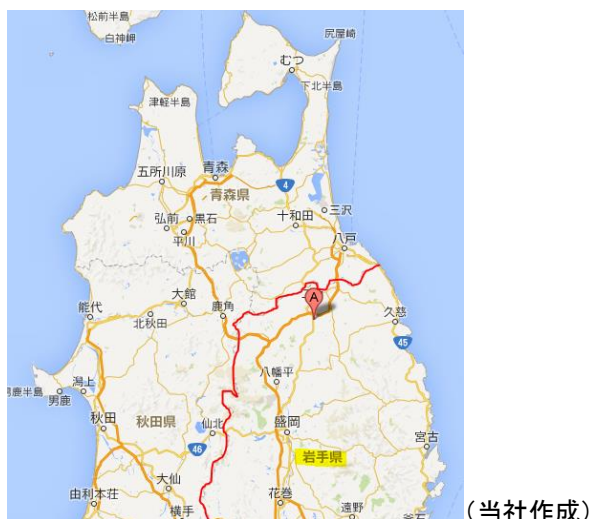 松前半島
白神岬
尻屋崎
むつ
下北半島
津軽半島
五所川原
青森
4
青森県
三沢
弘前
黒石
十和田
平川
八戸
A
大館
鹿角
能代
北秋田
久慈
45
八幡平
潟上
男鹿
秋田
秋田県
仙北
46
盛岡
宮古
岩手県
大仙
由利本荘
花巻
横手
遠野
(当社作成)